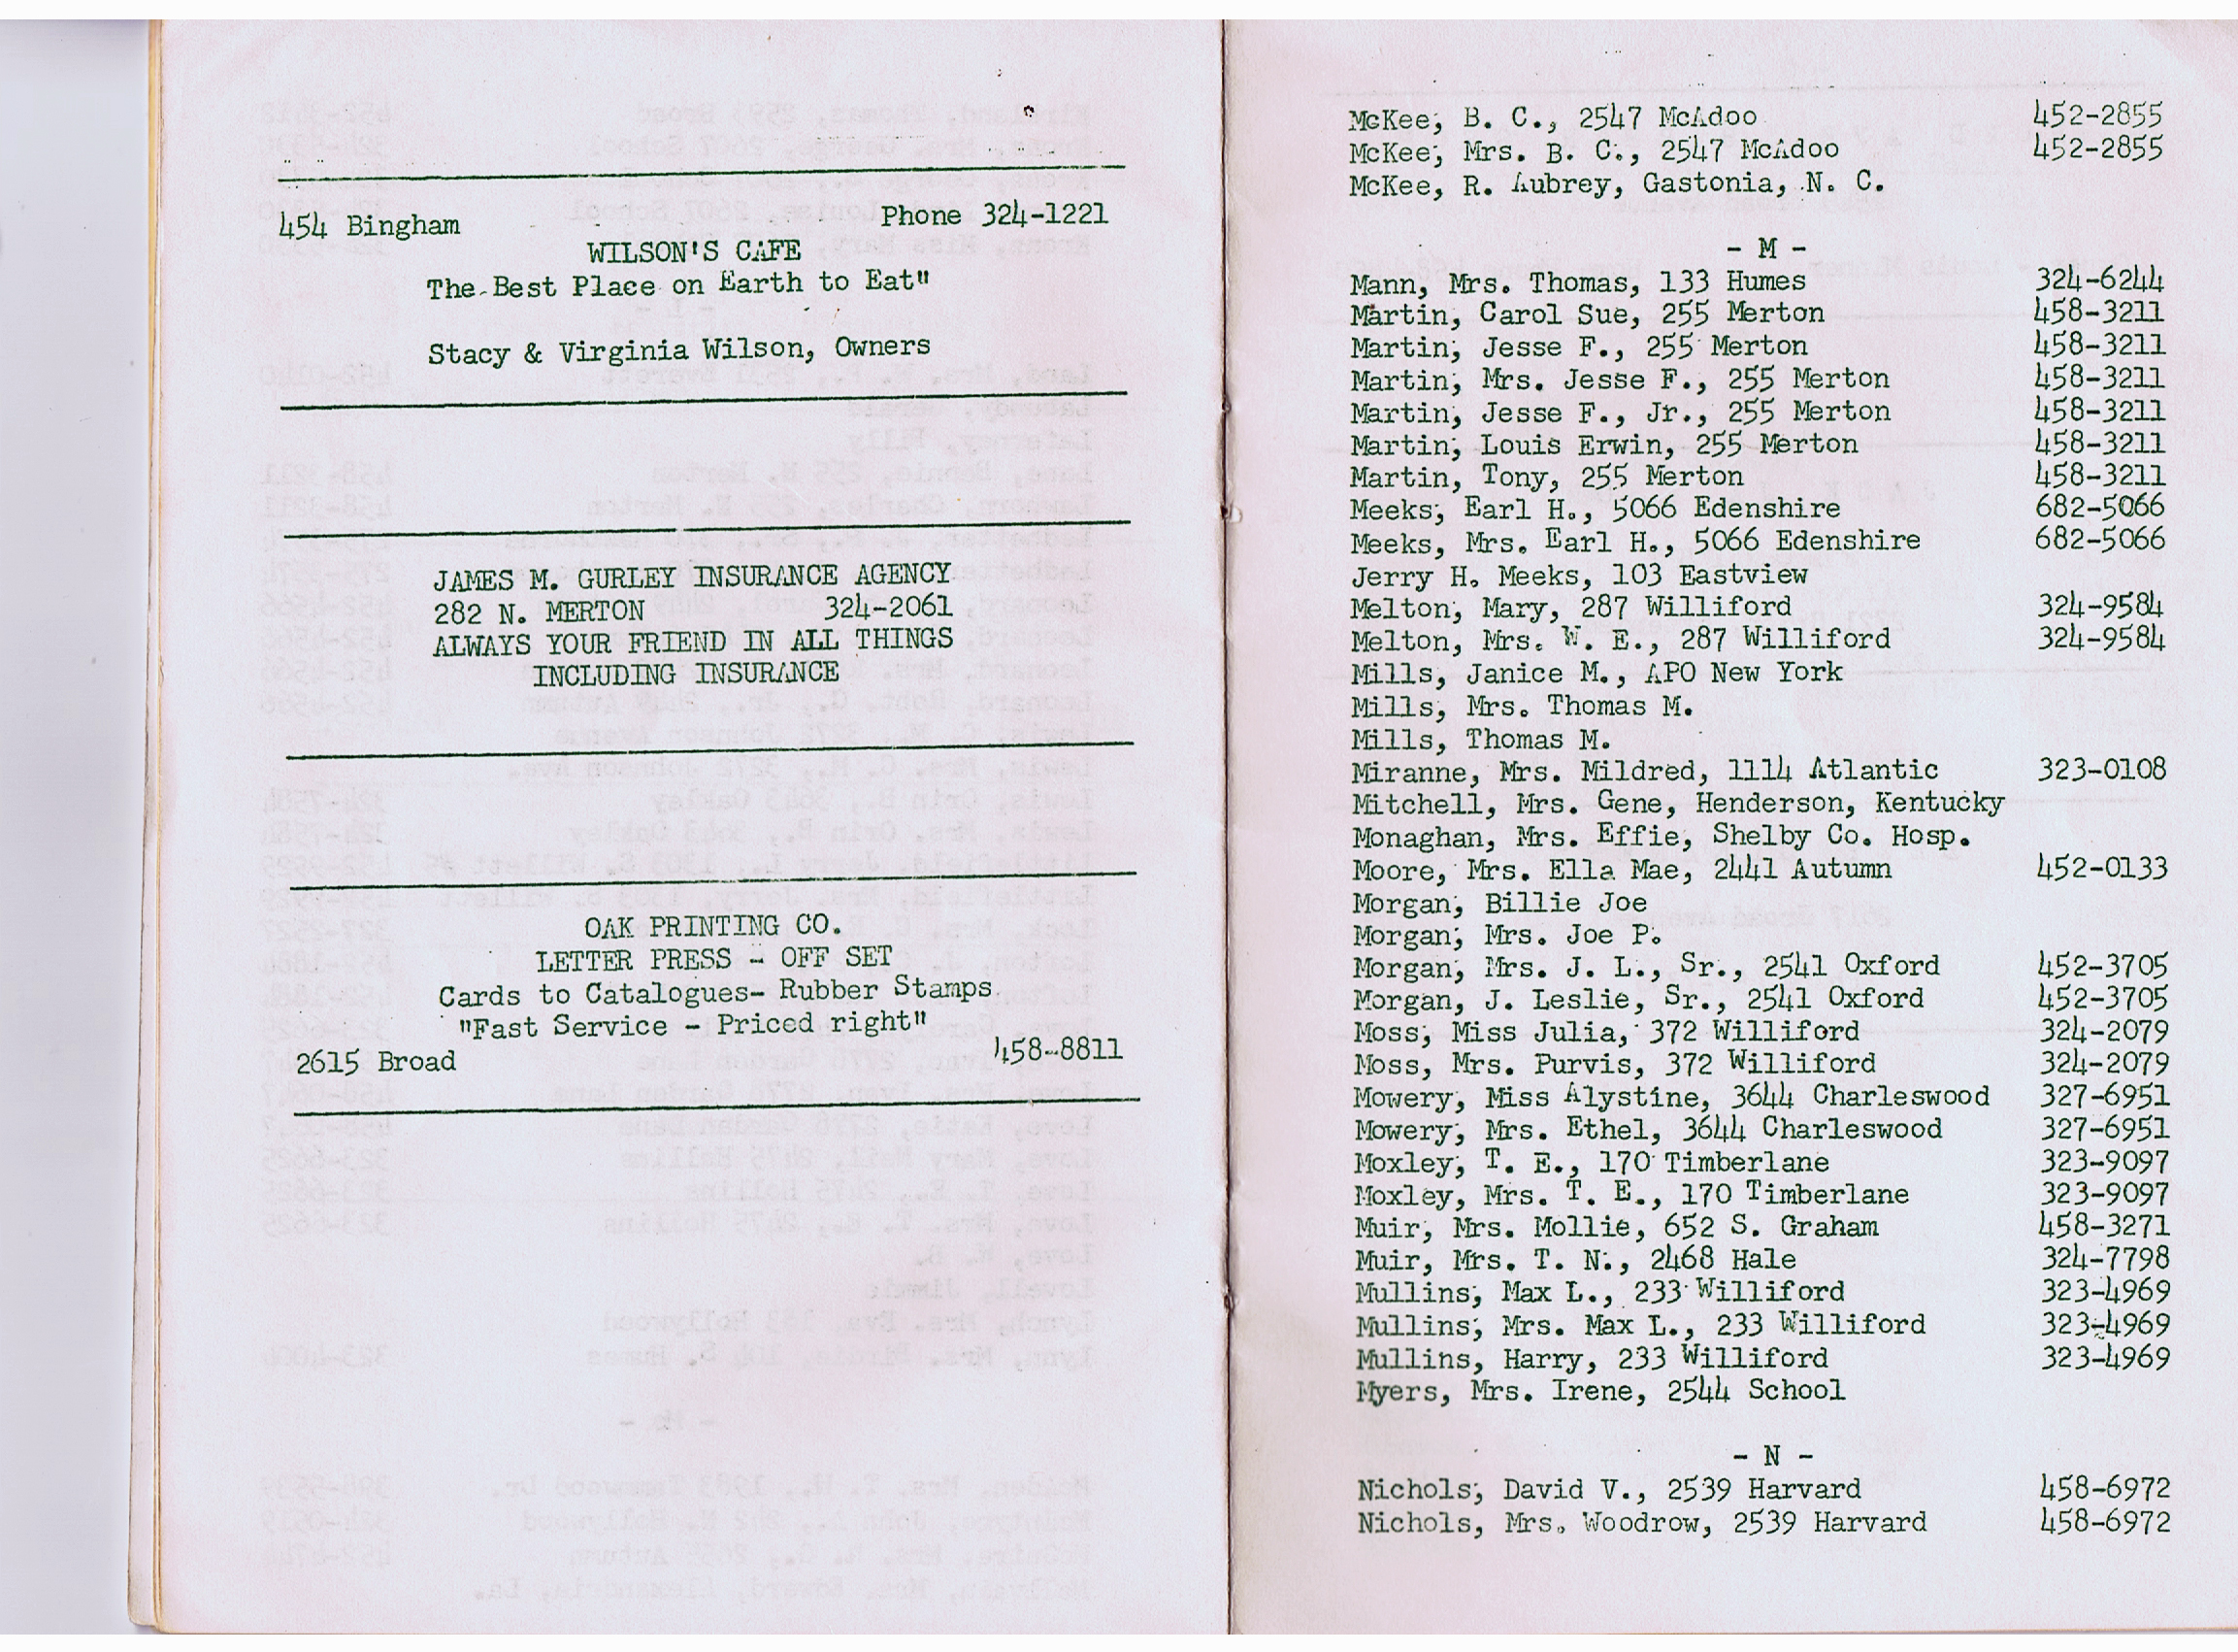 454 Bingham Phone 324-1221
WILSON'S CAFE
The Best Place on Earth to Eat"
Stacy & Virginia Wilson, Owners
JAMES M. GURLEY INSURANCE AGENCY
282 N. MERTON 324-2061
ALWAYS YOUR FRIEND IN ALL THINGS
INCLUDING INSURANCE
OAK PRINTING CO.
LETTER PRESS - OFF SET
Cards to Catalogues- Rubber Stamps
"Fast Service - Priced right"
2615 Broad 458-8811
McKee, B. C., 2547 McAdoo 452-2855
McKee, Mrs. B. C., 2547 McAdoo 452-2855
McKee, R. Aubrey, Gastonia, N. C.
- M -
Mann, Mrs. Thomas, 133 Humes 324-6244
Martin, Carol Sue, 255 Merton 458-3211
Martin, Jesse F., 255 Merton 458-3211
Martin, Mrs. Jesse F., 255 Merton 458-3211
Martin, Jesse F., Jr., 255 Merton 458-3211
Martin, Louis Erwin, 255 Merton 458-3211
Martin, Tony, 255 Merton 458-3211
Meeks, Earl H., 5066 Edenshire 682-5066
Meeks, Mrs. Earl H., 5066 Edenshire 682-5066
Jerry H. Meeks, 103 Eastview
Melton, Mary, 287 Williford 324-9584
Melton, Mrs. W. E., 287 Williford 324-9584
Mills, Janice M., APO New York
Mills, Mrs. Thomas M.
Mills, Thomas M.
Miranne, Mrs. Mildred, 1114 Atlantic 323-0108
Mitchell, Mrs. Gene, Henderson, Kentucky
Monaghan, Mrs. Effie, Shelby Co. Hosp.
Moore, Mrs. Ella Mae, 2441 Autumn 452-0133
Morgan, Billie Joe
Morgan, Mrs. Joe P.
Morgan, Mrs. J. L., Sr., 2541 Oxford 452-3705
Morgan, J. Leslie, Sr., 2541 Oxford 452-3705
Moss, Miss Julia, 372 Williford 324-2079
Moss, Mrs. Purvis, 372 Williford 324-2079
Mowery, Miss Alystine, 3644 Charleswood 327-6951
Mowery, Mrs. Ethel, 3644 Charleswood 327-6951
Moxley, T. E., 170 Timberlane 323-9097
Moxley, Mrs. T. E., 170 Timberlane 323-9097
Muir, Mrs. Mollie, 652 S. Graham 458-3271
Muir, Mrs. T. N., 2468 Hale 324-7798
Mullins, Max L., 233 Williford 323-4969
Mullins, Mrs. Max L., 233 Williford 323-4969
Mullins, Harry, 233 Williford 323-4969
Myers, Mrs. Irene, 2544 School
- N -
Nichols, David V., 2539 Harvard 458-6972
Nichols, Mrs. Woodrow, 2539 Harvard 458-6972